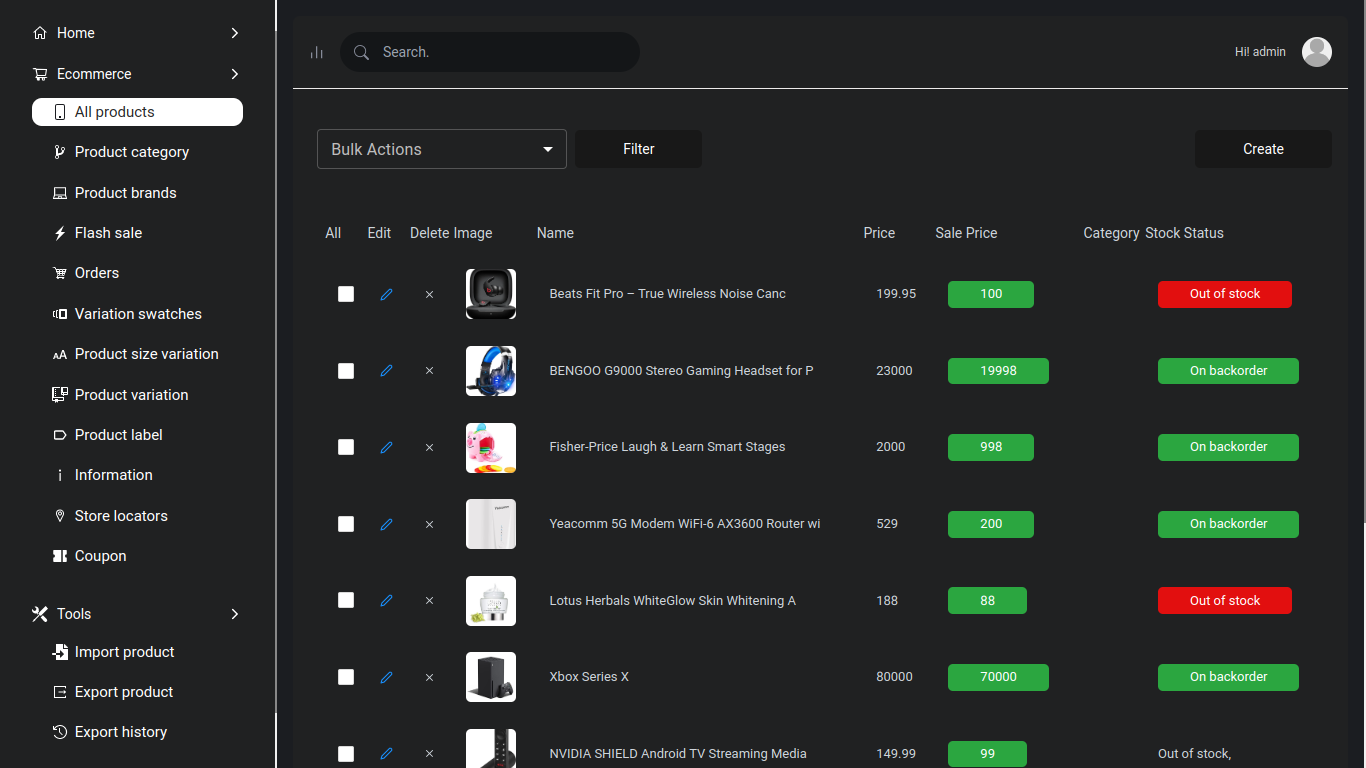 Home
Ecommerce
All products
Product category
Product brands
Flash sale
Orders
Variation swatches
Product size variation
Product variation
Product label
Information
Store locators
Coupon
Tools
Import product
Export product
Export history
Search.
Hi! admin
Bulk Actions
Filter
Create
All Edit Delete Image Name Price Sale Price Category Stock Status
Beats Fit Pro – True Wireless Noise Canc 199.95 100 Out of stock
BENGOO G9000 Stereo Gaming Headset for P 23000 19998 On backorder
Fisher-Price Laugh & Learn Smart Stages 2000 998 On backorder
Yeacomm 5G Modem WiFi-6 AX3600 Router wi 529 200 On backorder
Lotus Herbals WhiteGlow Skin Whitening A 188 88 Out of stock
Xbox Series X 80000 70000 On backorder
NVIDIA SHIELD Android TV Streaming Media 149.99 99 Out of stock,